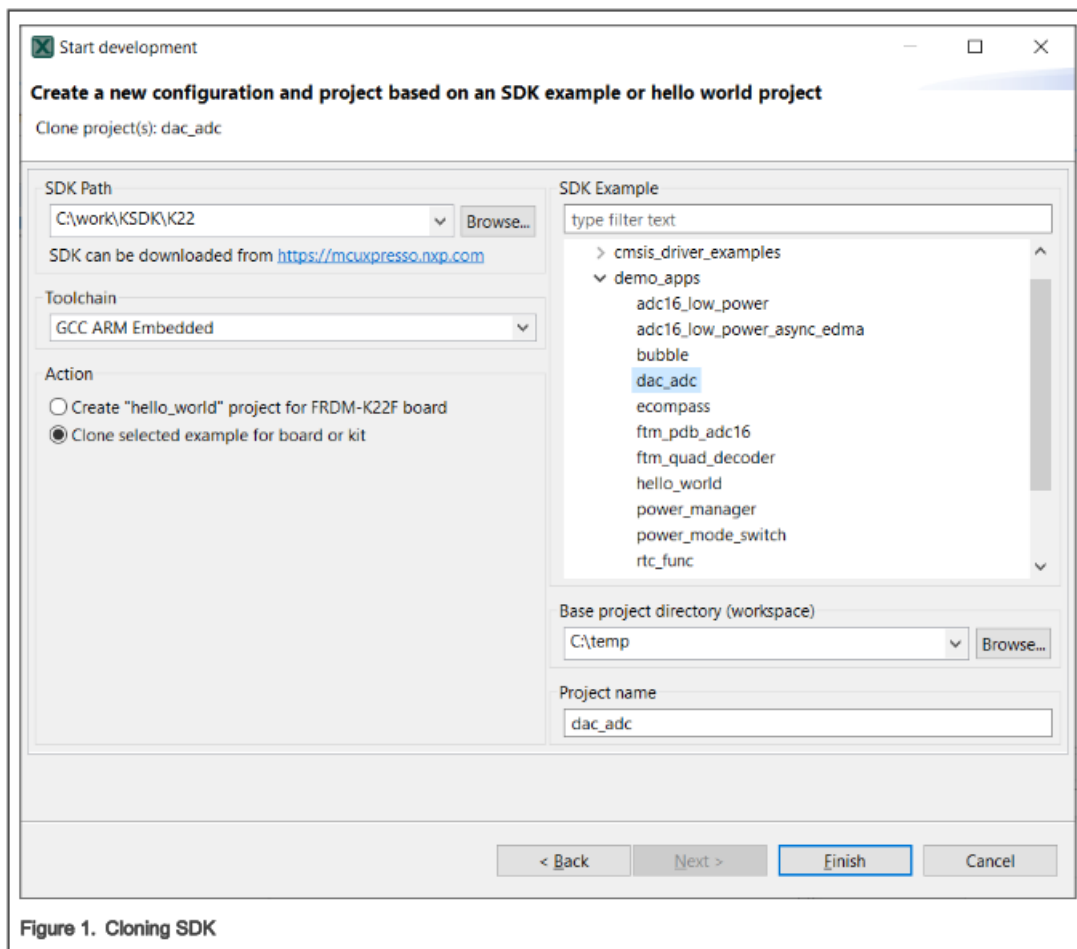 Start development
Create a new configuration and project based on an SDK example or hello world project
Clone project(s): dac_adc
SDK Path
C:\work\KSDK\K22
Browse...
SDK can be downloaded from https://mcuxpresso.nxp.com
Toolchain
GCC ARM Embedded
Action
Create "hello_world" project for FRDM-K22F board
Clone selected example for board or kit
SDK Example
type filter text
cmsis_driver_examples
demo_apps
adc16_low_power
adc16_low_power_async_edma
bubble
dac_adc
ecompass
ftm_pdb_adc16
ftm_quad_decoder
hello_world
power_manager
power_mode_switch
rtc_func
Base project directory (workspace)
C:\temp
Browse...
Project name
dac_adc
< Back
Next >
Finish
Cancel
Figure 1. Cloning SDK